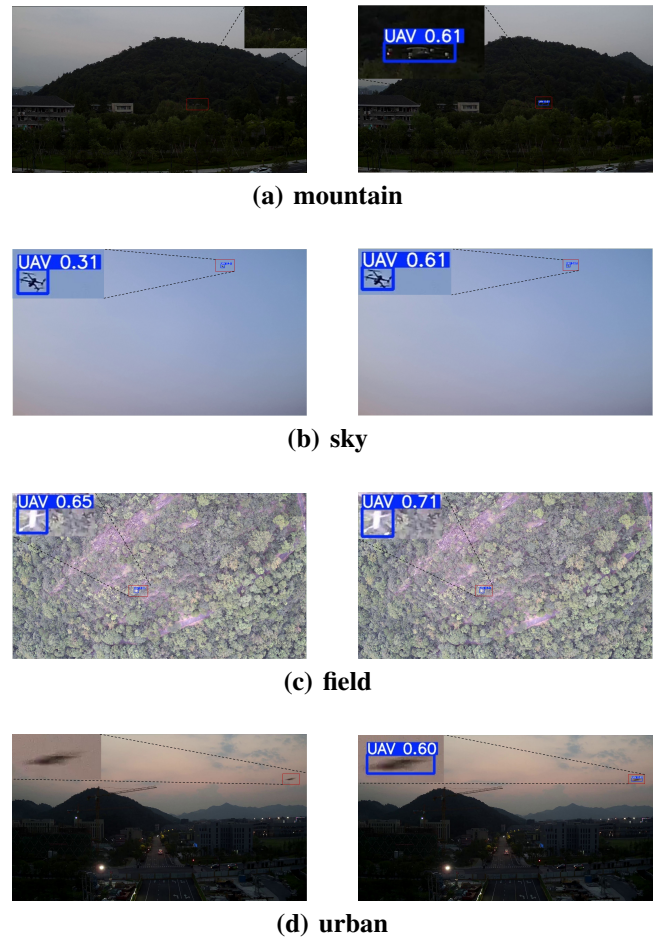 UAV 0.61
(a) mountain
UAV 0.31
UAV 0.61
(b) sky
UAV 0.65
UAV 0.71
(c) field
UAV 0.60
(d) urban